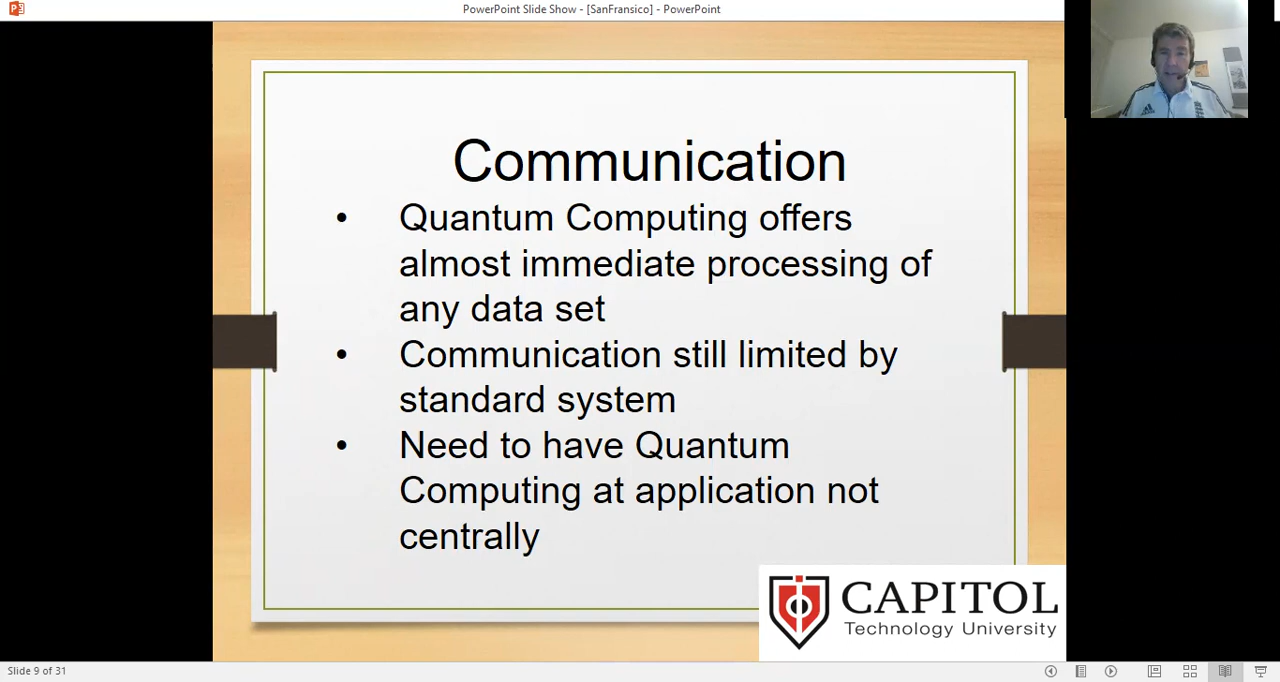 PowerPoint Slide Show - [SanFransico] - PowerPoint
Communication
• Quantum Computing offers
almost immediate processing of
any data set
• Communication still limited by
standard system
• Need to have Quantum
Computing at application not
centrally
CAPITOL
Technology University
Slide 9 of 31